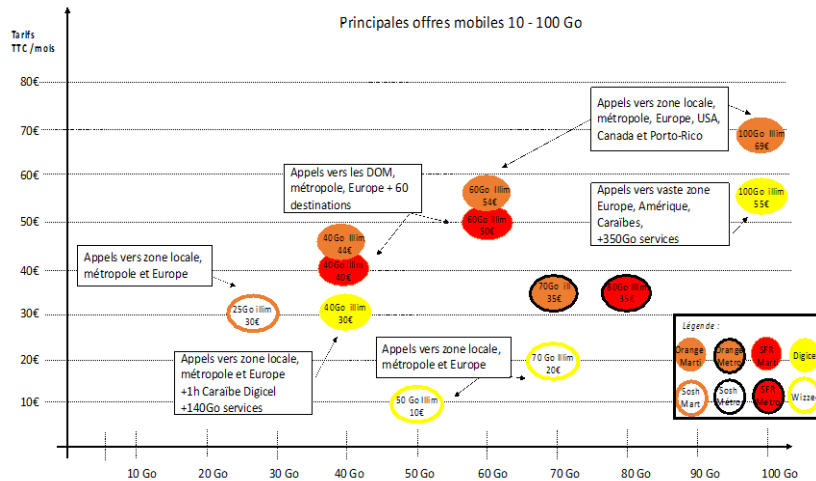 Principales offres mobiles 10 - 100 Go
Tarifs
TTC / mois
80€
70€
60€
50€
40€
30€
20€
10€
Appels vers zone locale,
métropole, Europe, USA,
Canada et Porto-Rico
100Go Illim
69€
Appels vers les DOM,
métropole, Europe + 60
destinations
60Go Illim
54€
60Go Illim
50€
Appels vers vaste zone
Europe, Amérique,
Caraïbes,
+350Go services
100Go illim
55€
Appels vers zone locale,
métropole et Europe
40Go Illim
44€
40Go Illim
40€
25Go illim
30€
40Go illim
30€
70Go Ill
35€
80Go Illim
35€
Appels vers zone locale,
métropole et Europe
+1h Caraïbe Digicel
+140Go services
Appels vers zone locale,
métropole et Europe
70 Go Illim
20€
50 Go Illim
10€
Légende :
Orange
Marti
Orange
Metro
SFR
Mart
Digicel
Sosh
Mart
Sosh
Métro
SFR
Metro
Wizzee
10 Go
20 Go
30 Go
40 Go
50 Go
60 Go
70 Go
80 Go
90 Go
100 Go